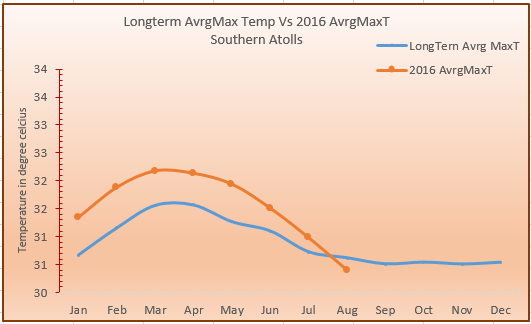 Longterm AvrgMax Temp Vs 2016 AvrgMaxT
Southern Atolls
LongTern Avrg MaxT
2016 AvrgMaxT
Temperature in degree celcius
34
34
33
33
32
32
31
31
30
Jan Feb Mar Apr May Jun Jul Aug Sep Oct Nov Dec